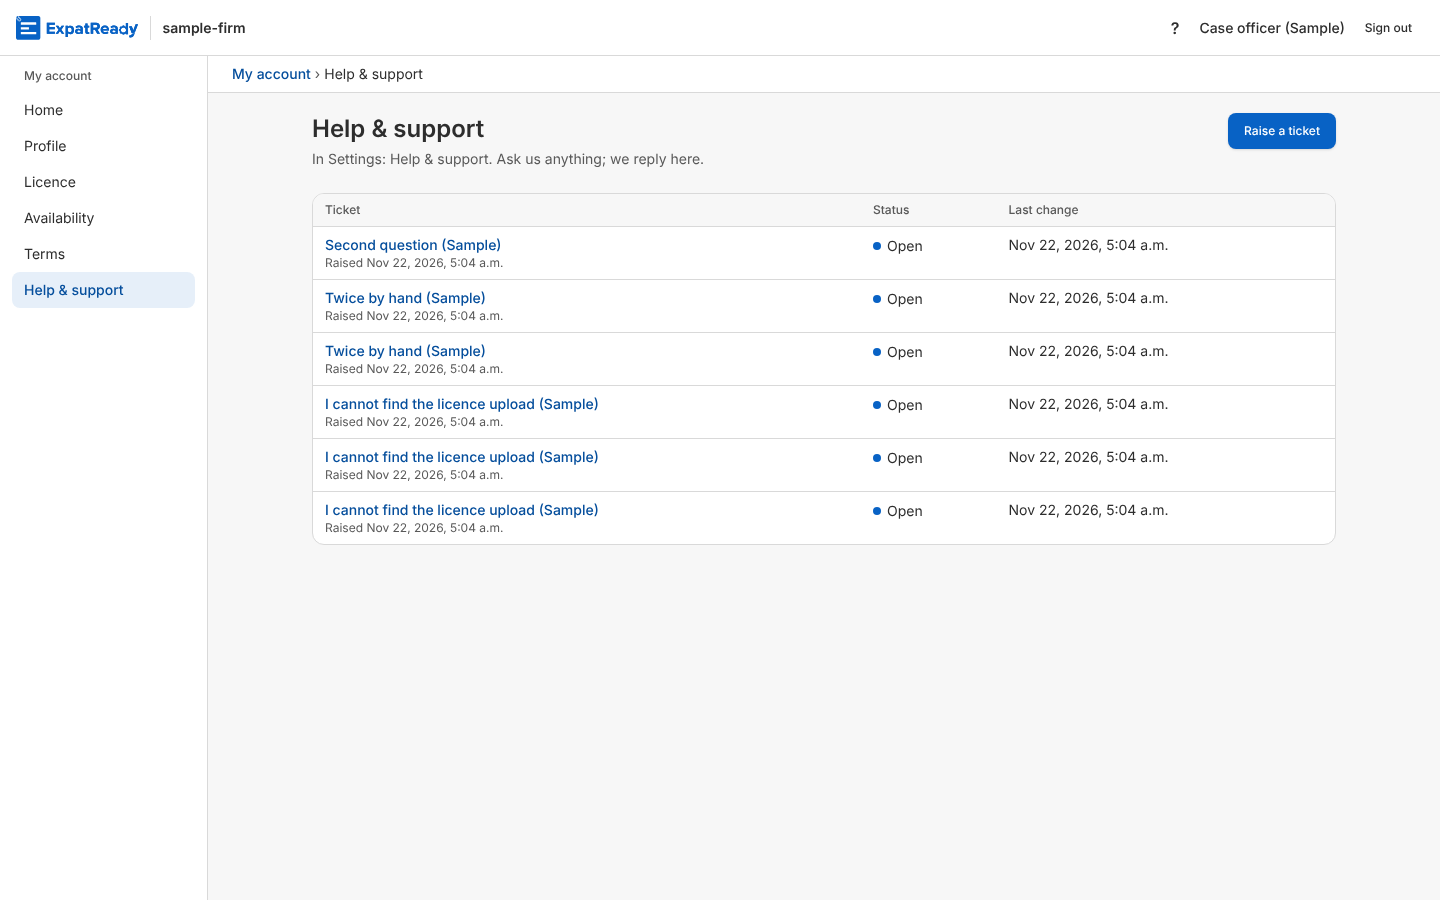 ExpatReady
sample-firm
? Case officer (Sample) Sign out
My account
Home
Profile
Licence
Availability
Terms
Help & support
My account › Help & support
Help & support
Raise a ticket
In Settings: Help & support. Ask us anything; we reply here.
Ticket Status Last change
Second question (Sample) Open Nov 22, 2026, 5:04 a.m.
Raised Nov 22, 2026, 5:04 a.m.
Twice by hand (Sample) Open Nov 22, 2026, 5:04 a.m.
Raised Nov 22, 2026, 5:04 a.m.
Twice by hand (Sample) Open Nov 22, 2026, 5:04 a.m.
Raised Nov 22, 2026, 5:04 a.m.
I cannot find the licence upload (Sample) Open Nov 22, 2026, 5:04 a.m.
Raised Nov 22, 2026, 5:04 a.m.
I cannot find the licence upload (Sample) Open Nov 22, 2026, 5:04 a.m.
Raised Nov 22, 2026, 5:04 a.m.
I cannot find the licence upload (Sample) Open Nov 22, 2026, 5:04 a.m.
Raised Nov 22, 2026, 5:04 a.m.